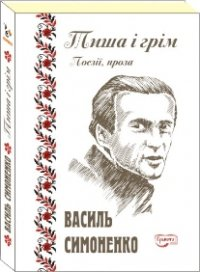 Тиша і грім
Поезії, проза
ВАСИЛЬ
СИМОНЕНКО
ВАСИЛЬ СИМОНЕНКО
Тиша і грім